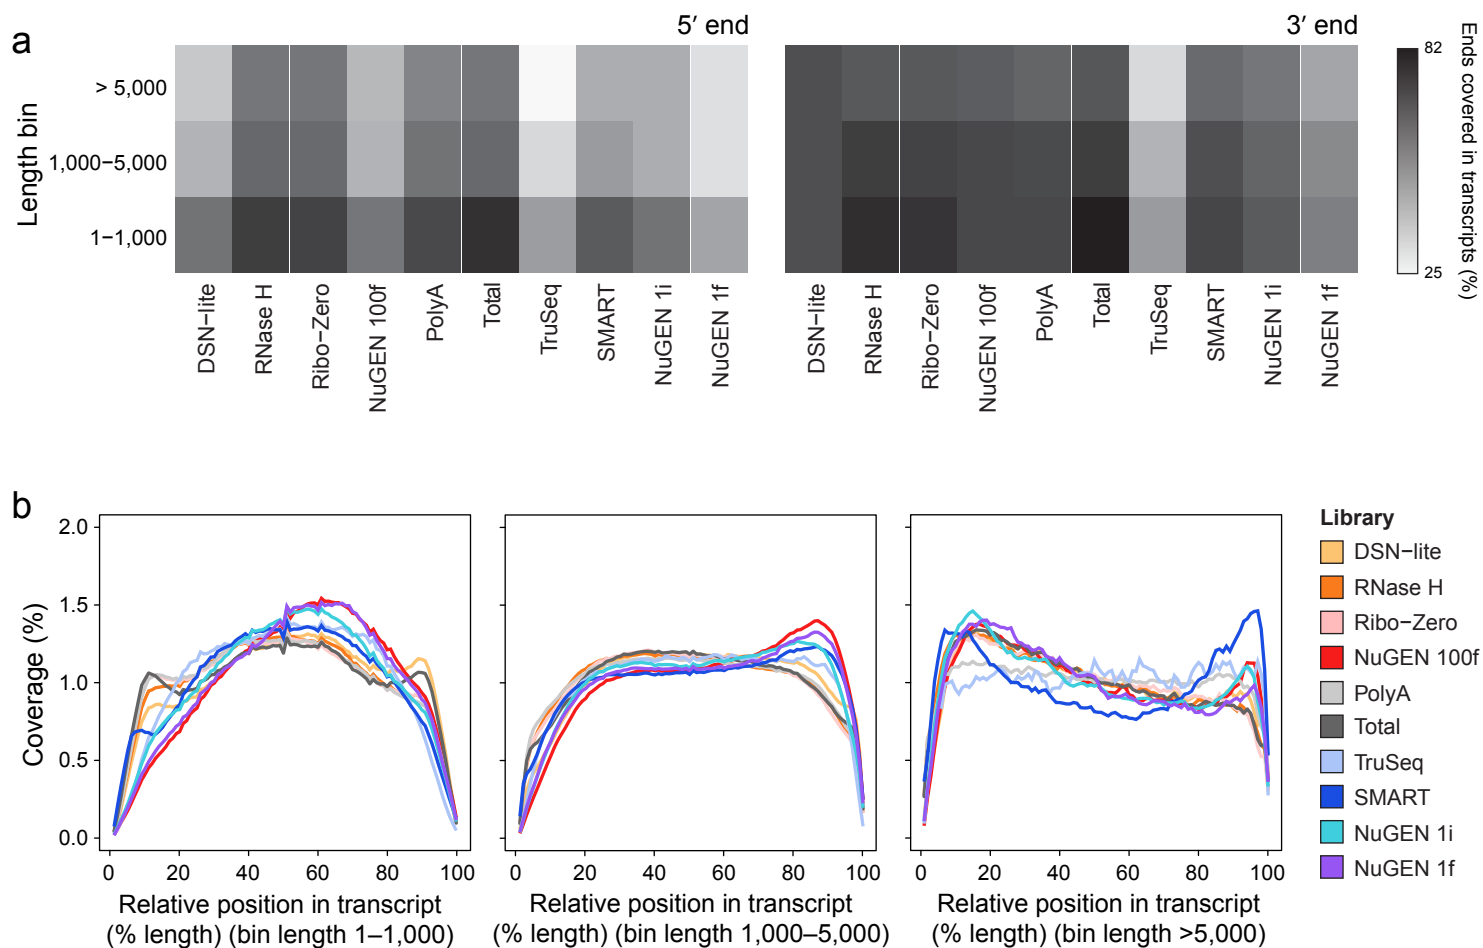 a
5′ end
3′ end
Length bin
> 5,000
1,000–5,000
1–1,000
DSN–lite
RNase H
Ribo–Zero
NuGEN 100f
PolyA
Total
TruSeq
SMART
NuGEN 1i
NuGEN 1f
DSN–lite
RNase H
Ribo–Zero
NuGEN 100f
PolyA
Total
TruSeq
SMART
NuGEN 1i
NuGEN 1f
82
25
Ends covered in transcripts (%)
b
Coverage (%)
2.0
1.5
1.0
0.5
0.0
0 20 40 60 80 100
0 20 40 60 80 100
0 20 40 60 80 100
Relative position in transcript
(% length) (bin length 1–1,000)
Relative position in transcript
(% length) (bin length 1,000–5,000)
Relative position in transcript
(% length) (bin length >5,000)
Library
DSN–lite
RNase H
Ribo–Zero
NuGEN 100f
PolyA
Total
TruSeq
SMART
NuGEN 1i
NuGEN 1f